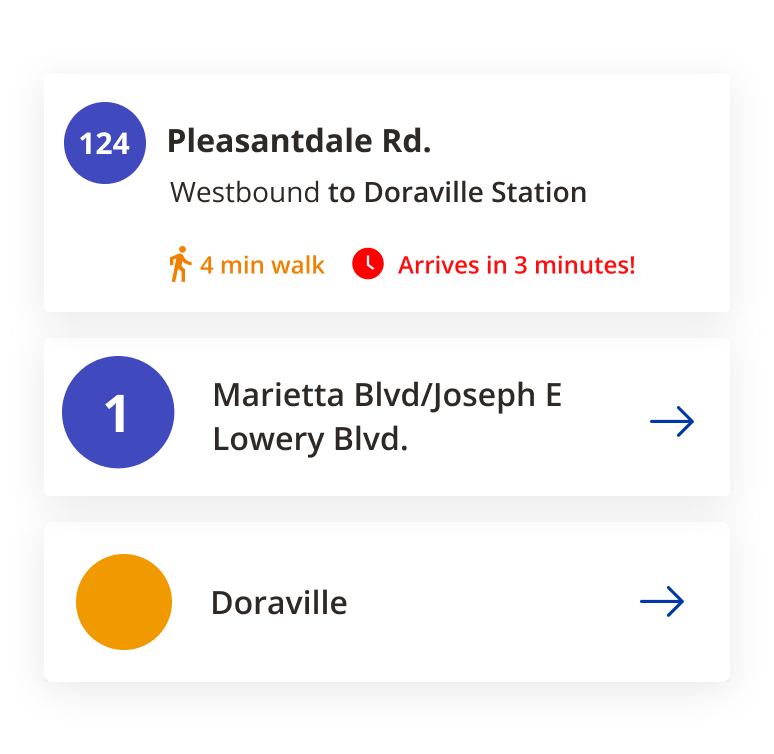 124
Pleasantdale Rd.
Westbound to Doraville Station
4 min walk
Arrives in 3 minutes!
1
Marietta Blvd/Joseph E
Lowery Blvd.
Doraville